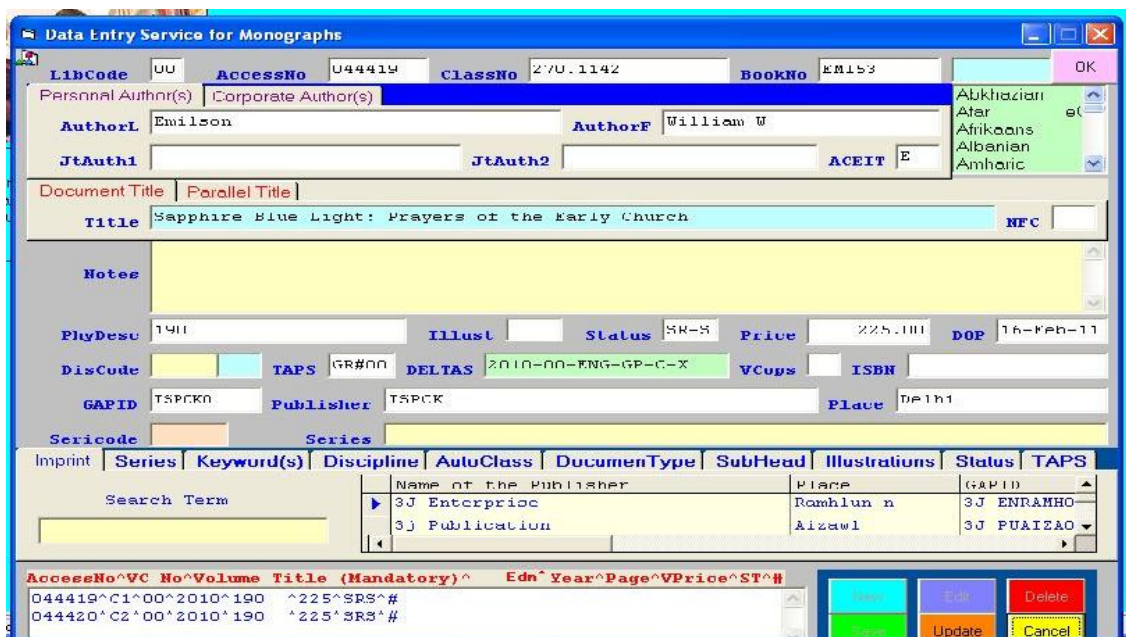 Data Entry Service for Monographs
LibCode 00 AccessNo 044419 ClassNo 270.1142 BookNo EM153 OK
Personal Author(s) Corporate Author(s)
AuthorL Emilson AuthorF William W
JtAuth1 JtAuth2 ACEIT E
Abkhazian
Afar
Afrikaans
Albanian
Amharic
Document Title Parallel Title
Title Sapphire Blue Light: Prayers of the Early Church NFC
Notes
PhyDesc 190 Illust Status SR-S Price 225.00 DOP 16-Feb-11
DisCode TAPS GR#00 DELTAS 2010-00-ENG-GP-C-X VCops ISBN
GAPID ISPCK0 Publisher ISPCK Place Delhi
Sericode Series
Imprint Series Keyword(s) Discipline AutoClass DocumenType SubHead Illustrations Status TAPS
Search Term
Name of the Publisher Place GAPID
3J Enterprise Ramhlun n 3J ENRAMHO
3j Publication Aizawl 3J PUAIZAO
AccessNo^VC No^Volume Title (Mandatory)^ Edn^Year^Page^VPrice^ST^#
044419^C1^00^2010^190 ^225^SRS^#
044420^C2^00^2010^190 ^225^SRS^#
New Edit Delete
Save Update Cancel